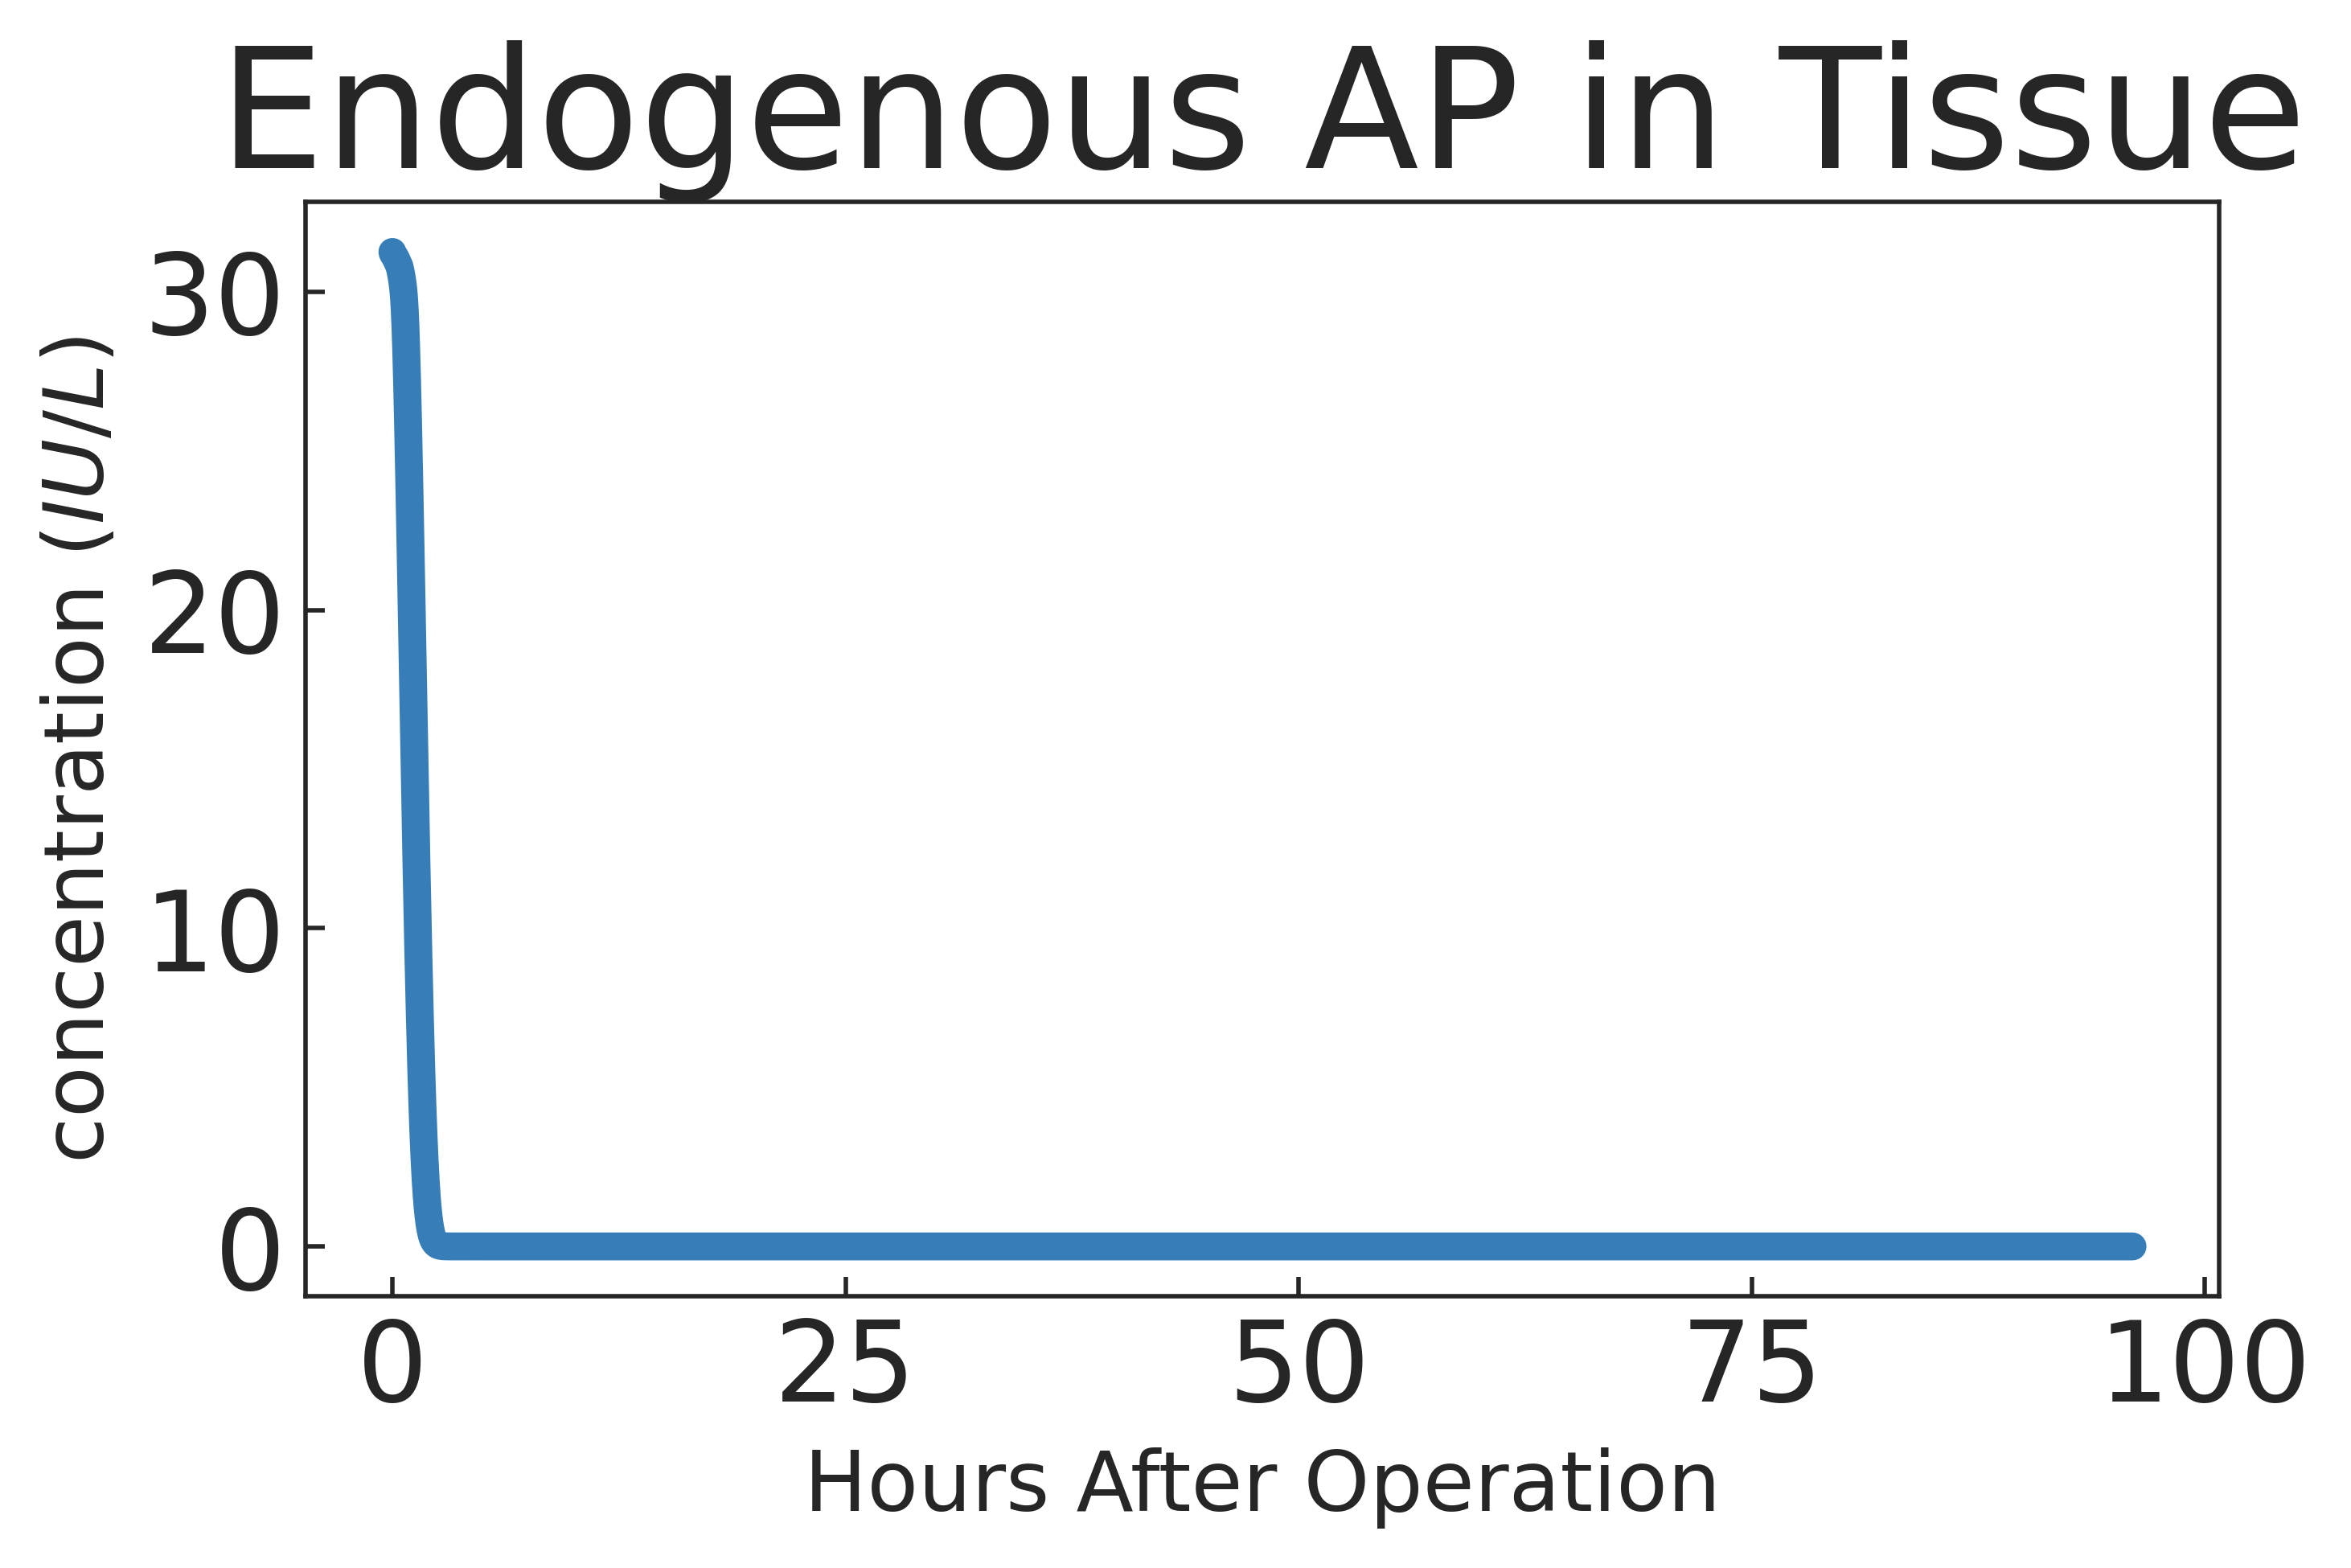 Endogenous AP in Tissue
concentration (IU/L)
30
20
10
0
0 25 50 75 100
Hours After Operation